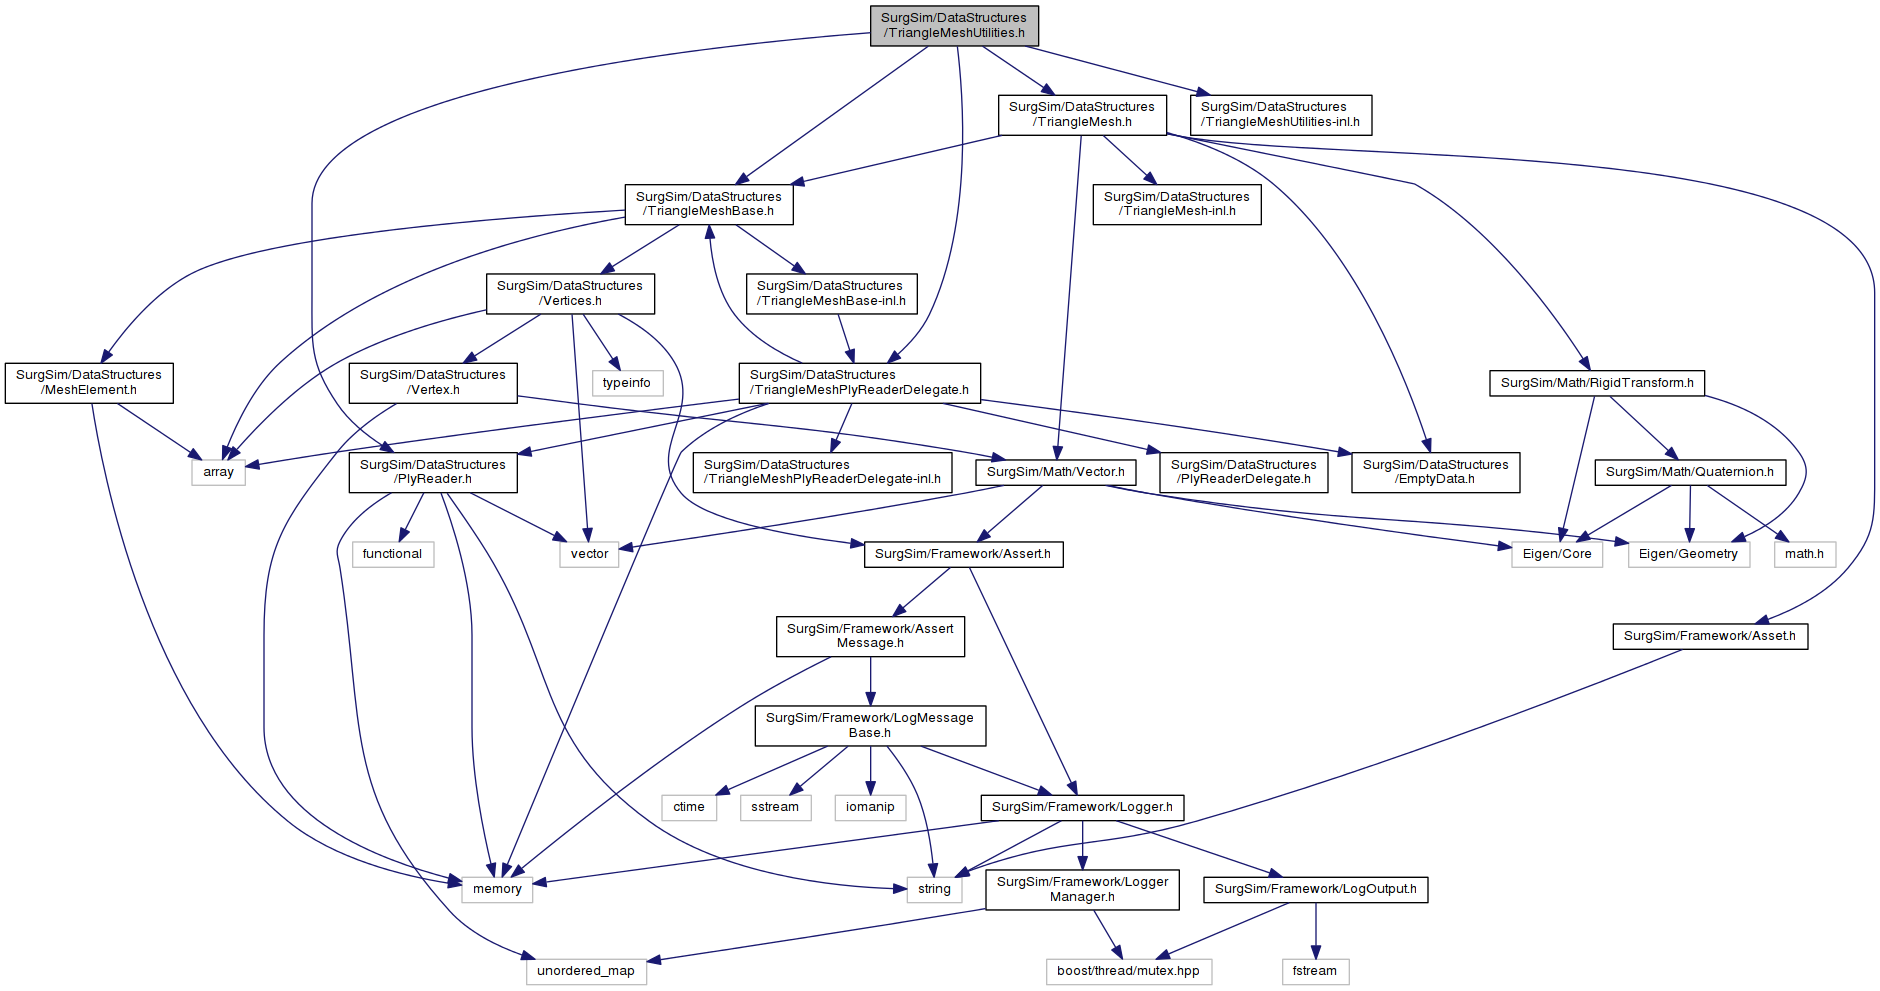 SurgSim/DataStructures
/TriangleMeshUtilities.h
SurgSim/DataStructures
/TriangleMesh.h
SurgSim/DataStructures
/TriangleMeshUtilities-inl.h
SurgSim/DataStructures
/TriangleMeshBase.h
SurgSim/DataStructures
/TriangleMesh-inl.h
SurgSim/DataStructures
/Vertices.h
SurgSim/DataStructures
/TriangleMeshBase-inl.h
SurgSim/DataStructures
/MeshElement.h
SurgSim/DataStructures
/Vertex.h
typeinfo
SurgSim/DataStructures
/TriangleMeshPlyReaderDelegate.h
SurgSim/Math/RigidTransform.h
array
SurgSim/DataStructures
/PlyReader.h
SurgSim/DataStructures
/TriangleMeshPlyReaderDelegate-inl.h
SurgSim/Math/Vector.h
SurgSim/DataStructures
/PlyReaderDelegate.h
SurgSim/DataStructures
/EmptyData.h
SurgSim/Math/Quaternion.h
functional
vector
SurgSim/Framework/Assert.h
Eigen/Core
Eigen/Geometry
math.h
SurgSim/Framework/Assert
Message.h
SurgSim/Framework/Asset.h
SurgSim/Framework/LogMessage
Base.h
ctime
sstream
iomanip
SurgSim/Framework/Logger.h
memory
string
SurgSim/Framework/Logger
Manager.h
SurgSim/Framework/LogOutput.h
unordered_map
boost/thread/mutex.hpp
fstream